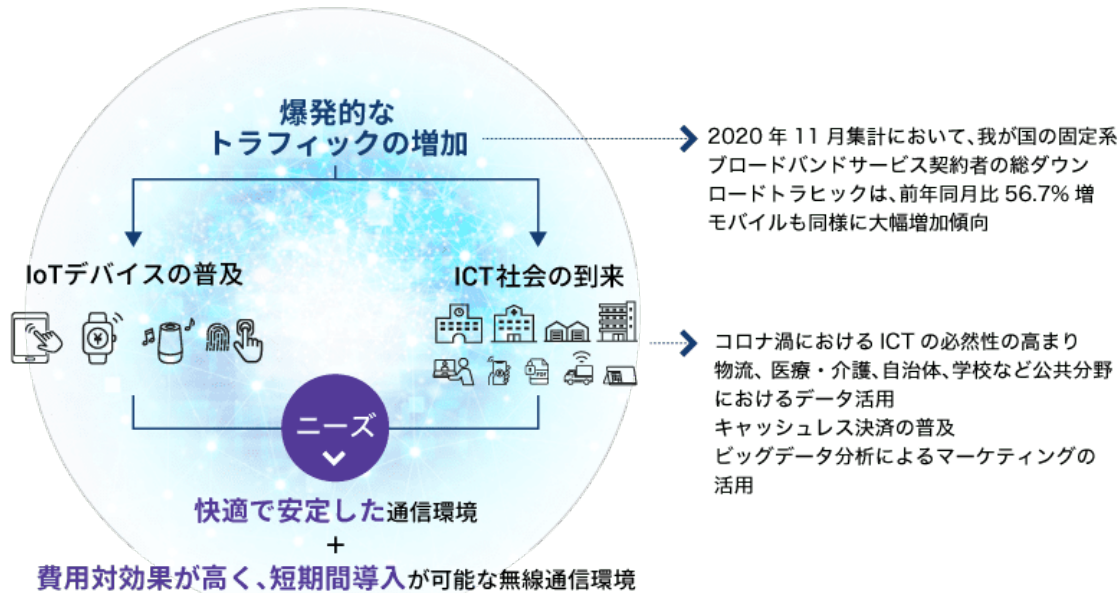 爆発的な
トラフィックの増加
2020 年 11 月集計において、我が国の固定系
ブロードバンドサービス契約者の総ダウン
ロードトラヒックは、前年同月比 56.7% 増
モバイルも同様に大幅増加傾向
IoTデバイスの普及
ICT社会の到来
コロナ渦における ICT の必然性の高まり
物流、医療・介護、自治体、学校など公共分野
におけるデータ活用
キャッシュレス決済の普及
ビッグデータ分析によるマーケティングの
活用
ニーズ
快適で安定した通信環境
+
費用対効果が高く、短期間導入が可能な無線通信環境